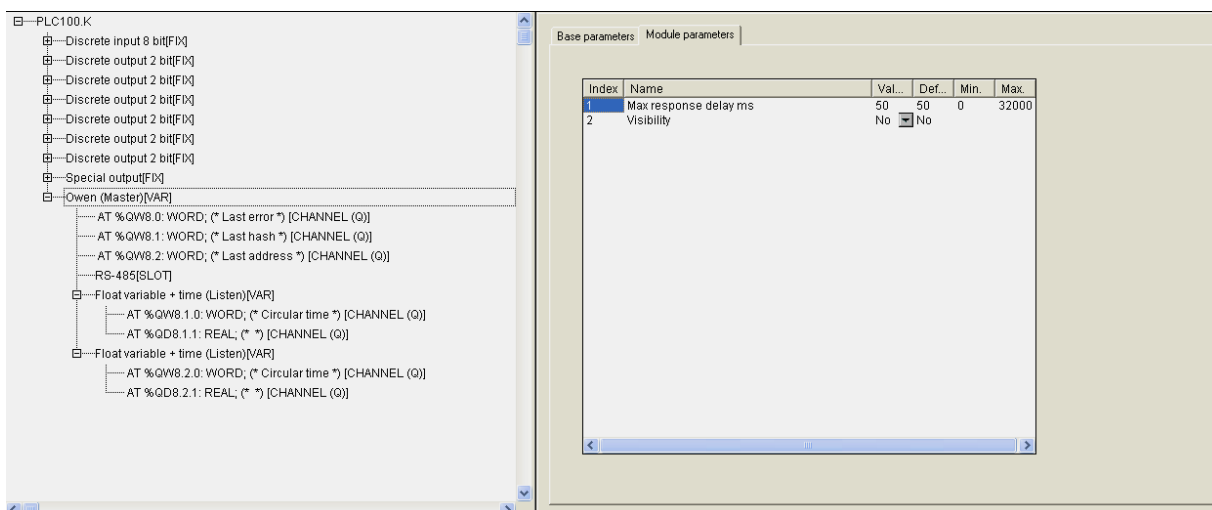 PLC100.K
Discrete input 8 bit[FIX]
Discrete output 2 bit[FIX]
Discrete output 2 bit[FIX]
Discrete output 2 bit[FIX]
Discrete output 2 bit[FIX]
Discrete output 2 bit[FIX]
Discrete output 2 bit[FIX]
Special output[FIX]
Owen (Master)[VAR]
AT %QW8.0: WORD; (* Last error *) [CHANNEL (Q)]
AT %QW8.1: WORD; (* Last hash *) [CHANNEL (Q)]
AT %QW8.2: WORD; (* Last address *) [CHANNEL (Q)]
RS-485[SLOT]
Float variable + time (Listen)[VAR]
AT %QW8.1.0: WORD; (* Circular time *) [CHANNEL (Q)]
AT %QD8.1.1: REAL; (* *) [CHANNEL (Q)]
Float variable + time (Listen)[VAR]
AT %QW8.2.0: WORD; (* Circular time *) [CHANNEL (Q)]
AT %QD8.2.1: REAL; (* *) [CHANNEL (Q)]
Base parameters Module parameters
Index Name Val... Def... Min. Max.
1 Max response delay ms 50 50 0 32000
2 Visibility No No